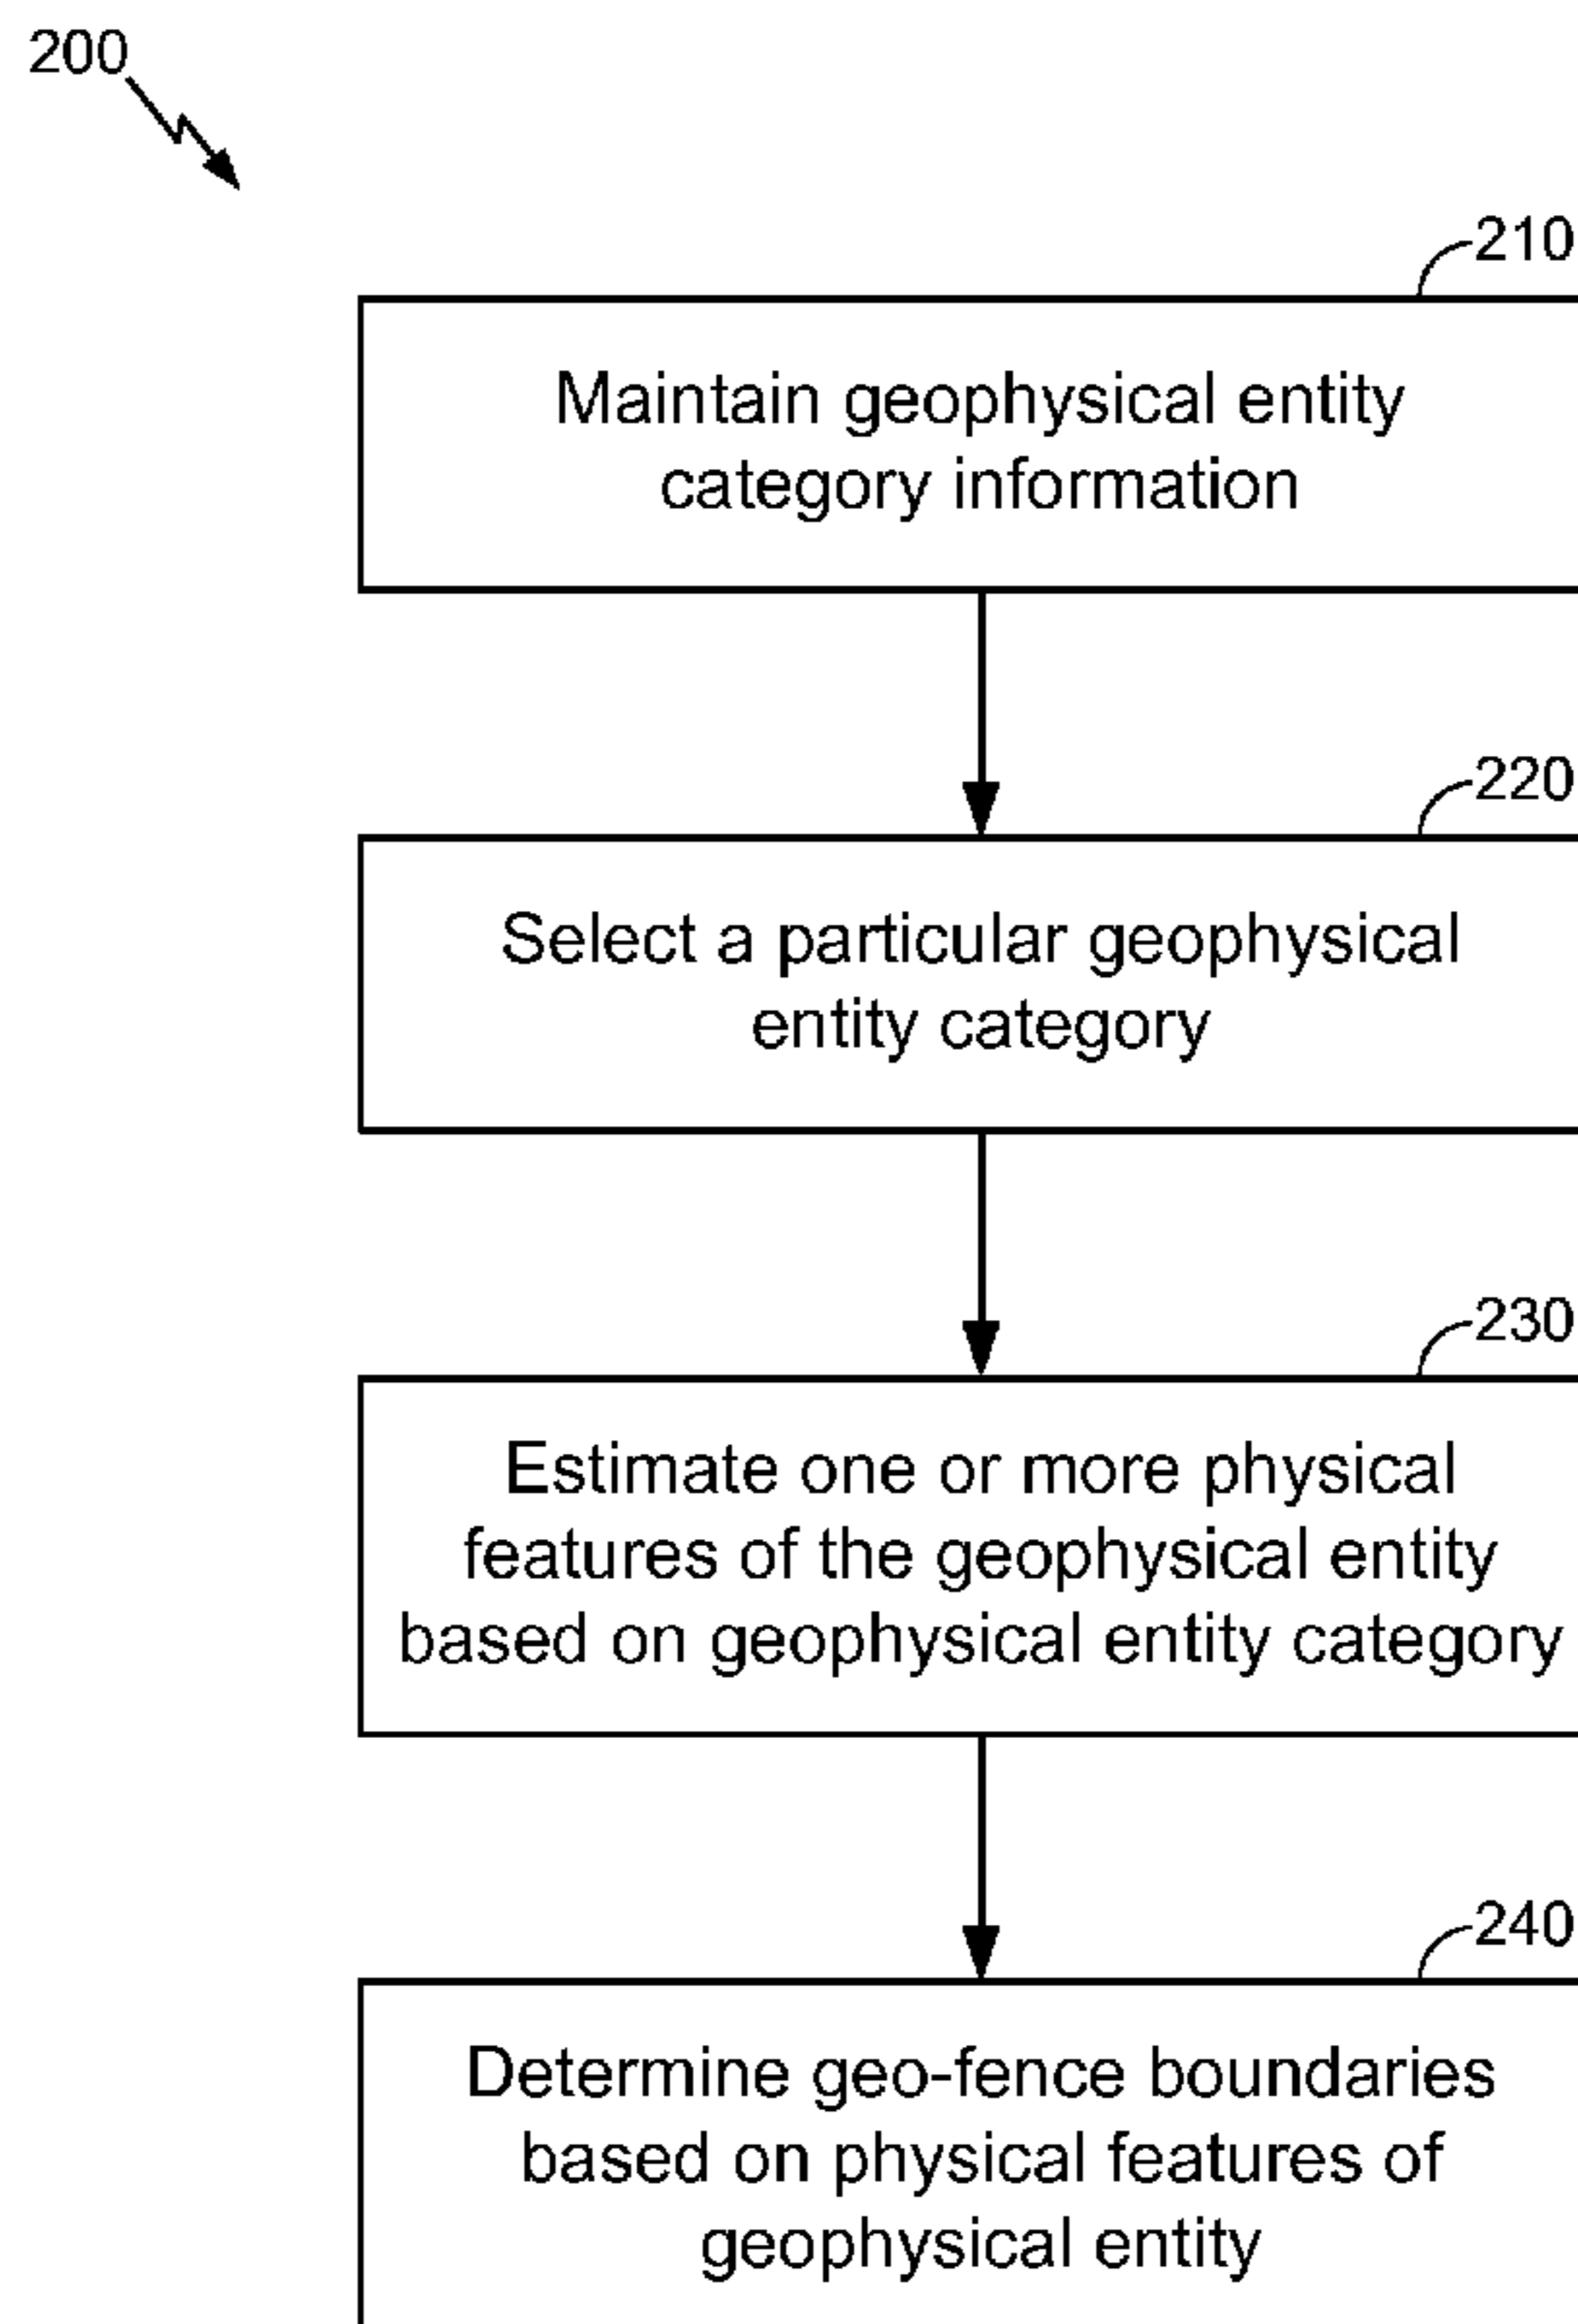 200
210
Maintain geophysical entity
category information
220
Select a particular geophysical
entity category
230
Estimate one or more physical
features of the geophysical entity
based on geophysical entity category
240
Determine geo-fence boundaries
based on physical features of
geophysical entity